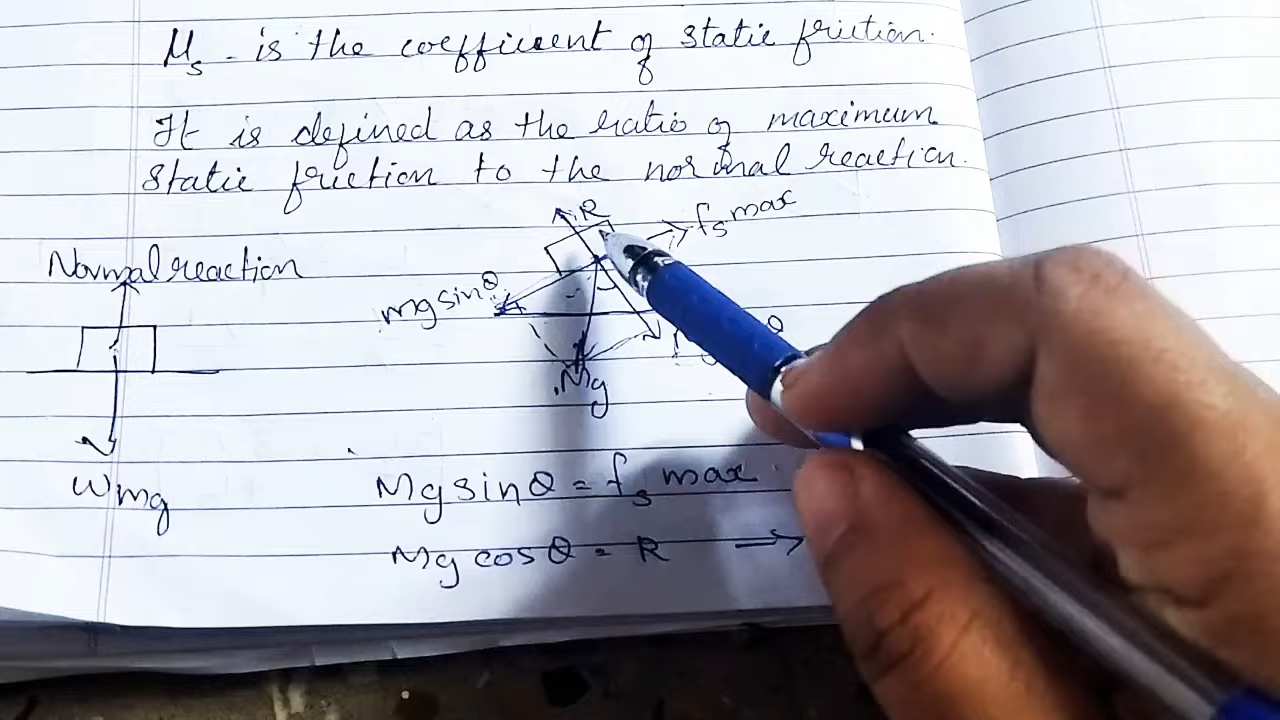 μs - is the coefficient of static friction.
It is defined as the ratio of maximum
static friction to the normal reaction.
R
fs max
Normal reaction
mg sinθ
θ
Mg
W mg
Mg sinθ = fs max
Mg cosθ = R ⟹